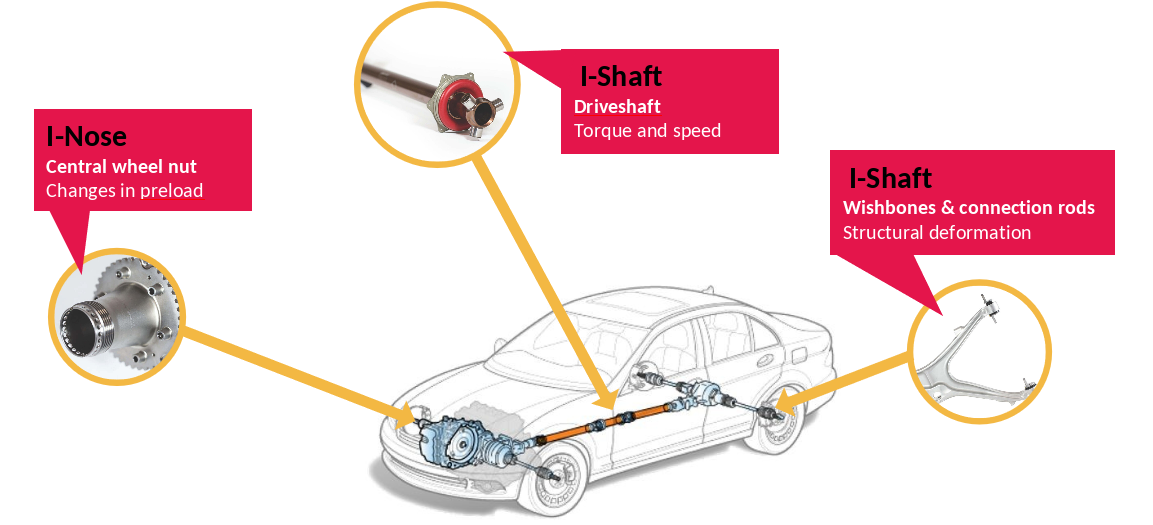 I-Shaft
Driveshaft
Torque and speed
I-Nose
Central wheel nut
Changes in preload
I-Shaft
Wishbones & connection rods
Structural deformation